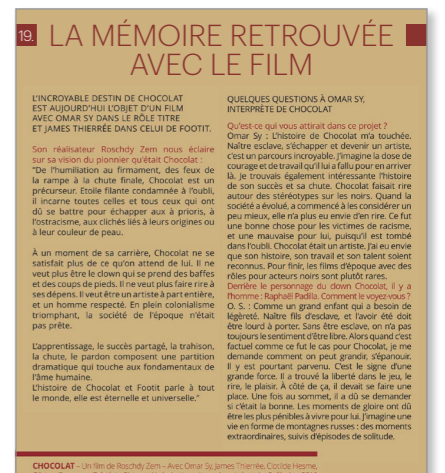 19.
LA MÉMOIRE RETROUVÉE
AVEC LE FILM
L'INCROYABLE DESTIN DE CHOCOLAT
EST AUJOURD'HUI L'OBJET D'UN FILM
AVEC OMAR SY DANS LE RÔLE TITRE
ET JAMES THIERRÉE DANS CELUI DE FOOTIT.
Son réalisateur Roschdy Zem nous éclaire
sur sa vision du pionnier qu'était Chocolat :
"De l'humiliation au firmament, des feux de
la rampe à la chute finale, Chocolat est un
précurseur. Etoile filante condamnée à l'oubli,
il incarne toutes celles et tous ceux qui ont
dû se battre pour échapper aux à prioris, à
l'ostracisme, aux clichés liés à leurs origines ou
à leur couleur de peau.
À un moment de sa carrière, Chocolat ne se
satisfait plus de ce qu'on attend de lui. Il ne
veut plus être le clown qui se prend des baffes
et des coups de pieds. Il ne veut plus faire rire à
ses dépens. Il veut être un artiste à part entière,
et un homme respecté. En plein colonialisme
triomphant, la société de l'époque n'était
pas prête.
L'apprentissage, le succès partagé, la trahison,
la chute, le pardon composent une partition
dramatique qui touche aux fondamentaux de
l'âme humaine.
L'histoire de Chocolat et Footit parle à tout
le monde, elle est éternelle et universelle."
QUELQUES QUESTIONS À OMAR SY,
INTERPRÈTE DE CHOCOLAT
Qu'est-ce qui vous attirait dans ce projet ?
Omar Sy : L'histoire de Chocolat m'a touchée.
Naître esclave, s'échapper et devenir un artiste,
c'est un parcours incroyable. J'imagine la dose de
courage et de travail qu'il lui a fallu pour en arriver
là. Je trouvais également intéressante l'histoire
de son succès et sa chute. Chocolat faisait rire
autour des stéréotypes sur les noirs. Quand la
société a évolué, a commencé à les considérer un
peu mieux, elle n'a plus eu envie d'en rire. Ce fut
une bonne chose pour les victimes de racisme,
et une mauvaise pour lui, puisqu'il est tombé
dans l'oubli. Chocolat était un artiste. J'ai eu envie
que son histoire, son travail et son talent soient
reconnus. Pour finir, les films d'époque avec des
rôles pour acteurs noirs sont plutôt rares.
Derrière le personnage du clown Chocolat, il y a
l'homme : Raphaël Padilla. Comment le voyez-vous ?
O. S. : Comme un grand enfant qui a besoin de
légèreté. Naître fils d'esclave, et l'avoir été doit
être lourd à porter. Sans être esclave, on n'a pas
toujours le sentiment d'être libre. Alors quand c'est
factuel comme ce fut le cas pour Chocolat, je me
demande comment on peut grandir, s'épanouir.
Il y est pourtant parvenu. C'est le signe d'une
grande force. Il a trouvé la liberté dans le jeu, le
rire, le plaisir. À côté de ça, il devait se faire une
place. Une fois au sommet, il a dû se demander
si c'était la bonne. Les moments de gloire ont dû
être les plus pénibles à vivre pour lui. J'imagine une
vie en forme de montagnes russes : des moments
extraordinaires, suivis d'épisodes de solitude.
CHOCOLAT – Un film de Roschdy Zem – Avec Omar Sy, James Thierrée, Clotilde Hesme,